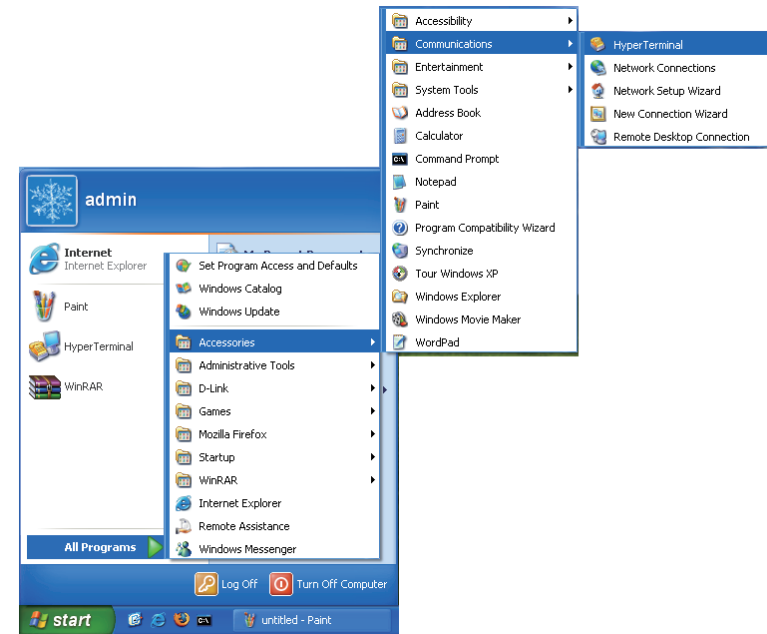 Accessibility
Communications
Entertainment
System Tools
Address Book
Calculator
Command Prompt
Notepad
Paint
Program Compatibility Wizard
Synchronize
Tour Windows XP
Windows Explorer
Windows Movie Maker
WordPad
HyperTerminal
Network Connections
Network Setup Wizard
New Connection Wizard
Remote Desktop Connection
admin
Internet
Internet Explorer
Paint
HyperTerminal
WinRAR
All Programs
Set Program Access and Defaults
Windows Catalog
Windows Update
Accessories
Administrative Tools
D-Link
Games
Mozilla Firefox
Startup
WinRAR
Internet Explorer
Remote Assistance
Windows Messenger
Log Off
Turn Off Computer
start
untitled - Paint